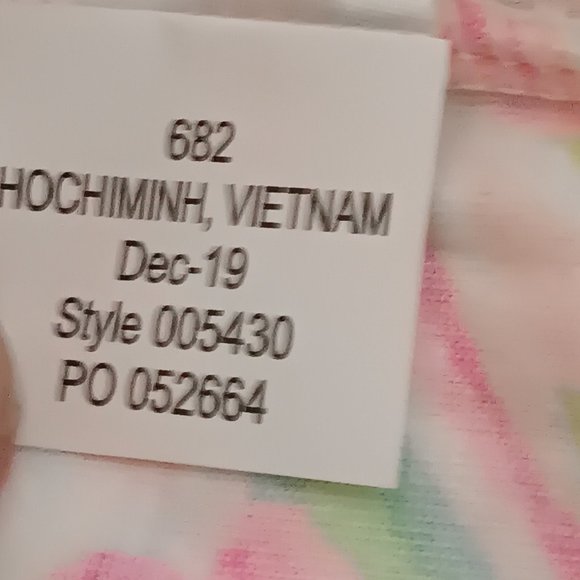 682
HOCHIMINH, VIETNAM
Dec-19
Style 005430
PO 052664